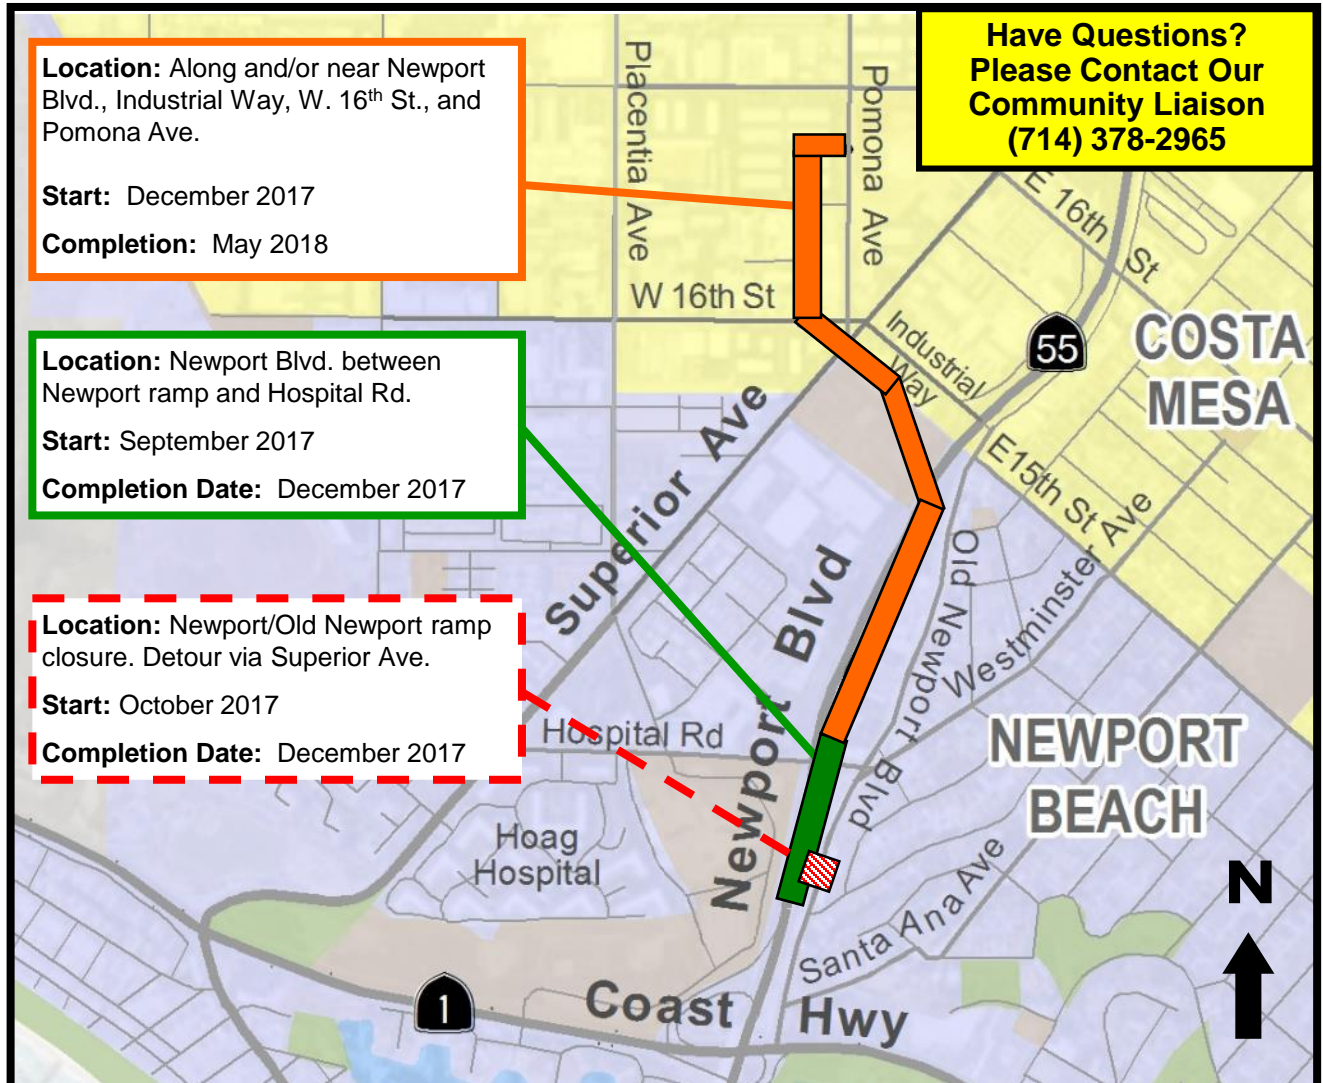 Location: Along and/or near Newport
Blvd., Industrial Way, W. 16th St., and
Pomona Ave.
Start: December 2017
Completion: May 2018
Have Questions?
Please Contact Our
Community Liaison
(714) 378-2965
Location: Newport Blvd. between
Newport ramp and Hospital Rd.
Start: September 2017
Completion Date: December 2017
Location: Newport/Old Newport ramp
closure. Detour via Superior Ave.
Start: October 2017
Completion Date: December 2017
Placentia Ave
Pomona Ave
E 16th St
W 16th St
Industrial
Way
55
COSTA
MESA
Superior Ave
E 15th St
Newport Blvd
Old Newport Blvd
Westminster Ave
Hospital Rd
NEWPORT
BEACH
Hoag
Hospital
Santa Ana Ave
N
1
Coast Hwy